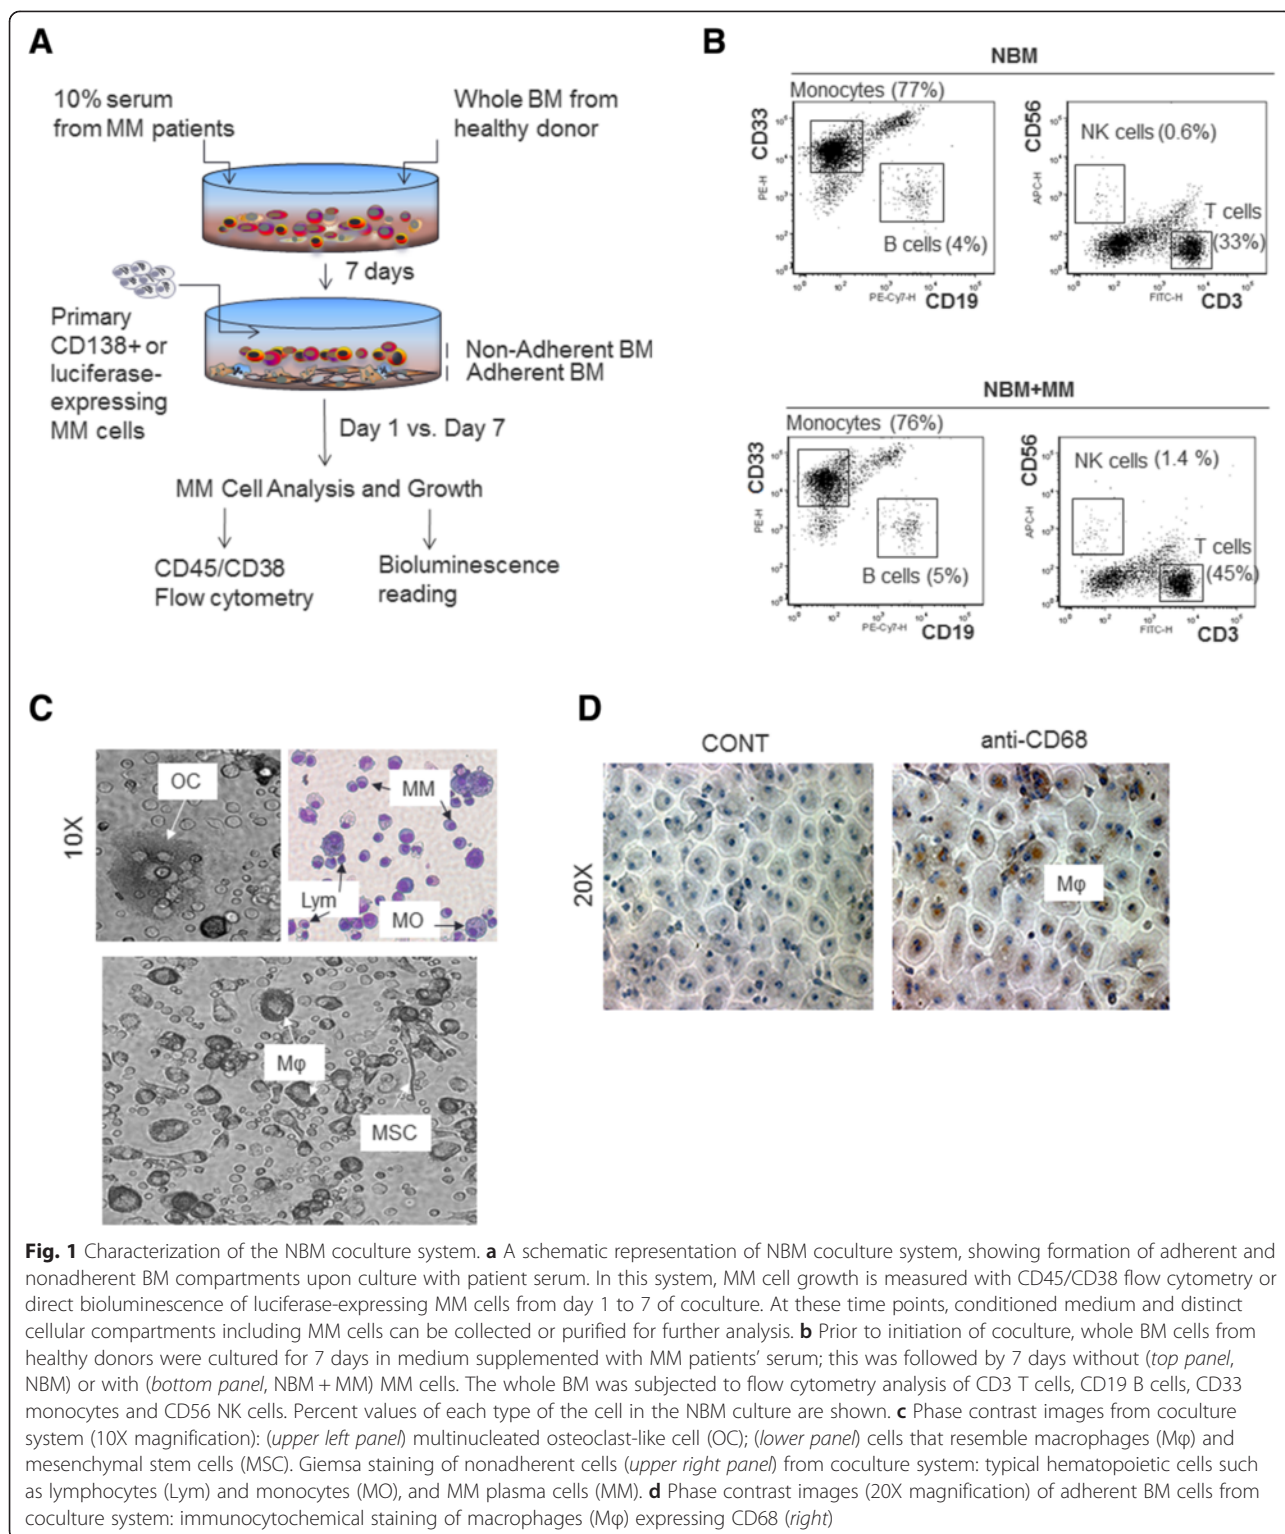 A
10% serum
from MM patients
Whole BM from
healthy donor
7 days
Primary
CD138+ or
luciferase-
expressing
MM cells
Non-Adherent BM
Adherent BM
Day 1 vs. Day 7
MM Cell Analysis and Growth
CD45/CD38
Flow cytometry
Bioluminescence
reading
B
NBM
Monocytes (77%)
CD33
PE-H
B cells (4%)
PE-Cy7-H CD19
CD56
APC-H
NK cells (0.6%)
T cells
(33%)
FITC-H CD3
NBM+MM
Monocytes (76%)
CD33
PE-H
B cells (5%)
PE-Cy7-H CD19
CD56
APC-H
NK cells (1.4 %)
T cells
(45%)
FITC-H CD3
C
10X
OC
MM
Lym
MO
Mφ
MSC
D
CONT
anti-CD68
20X
Mφ
Fig. 1 Characterization of the NBM coculture system. a A schematic representation of NBM coculture system, showing formation of adherent and
nonadherent BM compartments upon culture with patient serum. In this system, MM cell growth is measured with CD45/CD38 flow cytometry or
direct bioluminescence of luciferase-expressing MM cells from day 1 to 7 of coculture. At these time points, conditioned medium and distinct
cellular compartments including MM cells can be collected or purified for further analysis. b Prior to initiation of coculture, whole BM cells from
healthy donors were cultured for 7 days in medium supplemented with MM patients’ serum; this was followed by 7 days without (top panel,
NBM) or with (bottom panel, NBM + MM) MM cells. The whole BM was subjected to flow cytometry analysis of CD3 T cells, CD19 B cells, CD33
monocytes and CD56 NK cells. Percent values of each type of the cell in the NBM culture are shown. c Phase contrast images from coculture
system (10X magnification): (upper left panel) multinucleated osteoclast-like cell (OC); (lower panel) cells that resemble macrophages (Mφ) and
mesenchymal stem cells (MSC). Giemsa staining of nonadherent cells (upper right panel) from coculture system: typical hematopoietic cells such
as lymphocytes (Lym) and monocytes (MO), and MM plasma cells (MM). d Phase contrast images (20X magnification) of adherent BM cells from
coculture system: immunocytochemical staining of macrophages (Mφ) expressing CD68 (right)